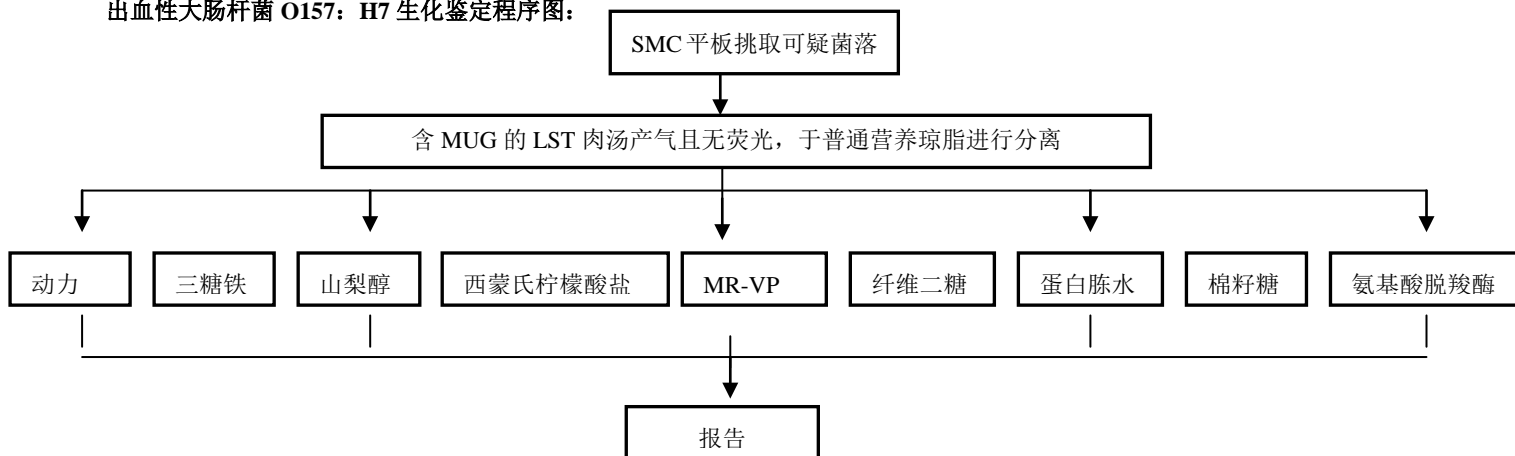 出血性大肠杆菌 O157：H7 生化鉴定程序图：
SMC 平板挑取可疑菌落
含 MUG 的 LST 肉汤产气且无荧光，于普通营养琼脂进行分离
动力
三糖铁
山梨醇
西蒙氏柠檬酸盐
MR-VP
纤维二糖
蛋白胨水
棉籽糖
氨基酸脱羧酶
报告